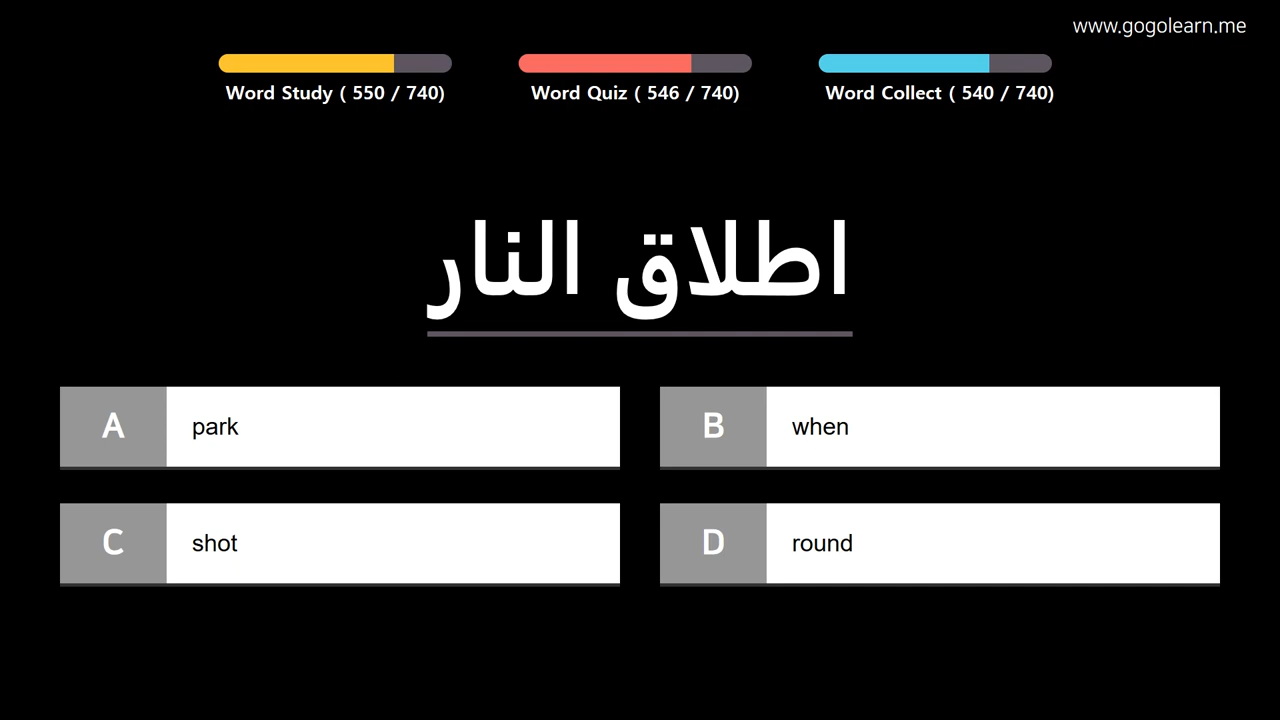 www.gogolearn.me
Word Study ( 550 / 740)
Word Quiz ( 546 / 740)
Word Collect ( 540 / 740)
اطلاق النار
A park
B when
C shot
D round